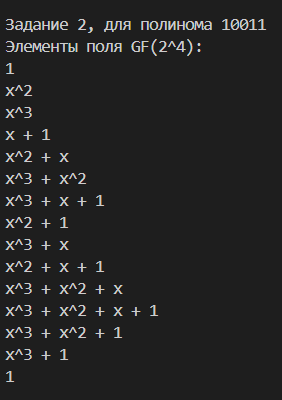 Задание 2, для полинома 10011
Элементы поля GF(2^4):
1
x^2
x^3
x + 1
x^2 + x
x^3 + x^2
x^3 + x + 1
x^2 + 1
x^3 + x
x^2 + x + 1
x^3 + x^2 + x
x^3 + x^2 + x + 1
x^3 + x^2 + 1
x^3 + 1
1